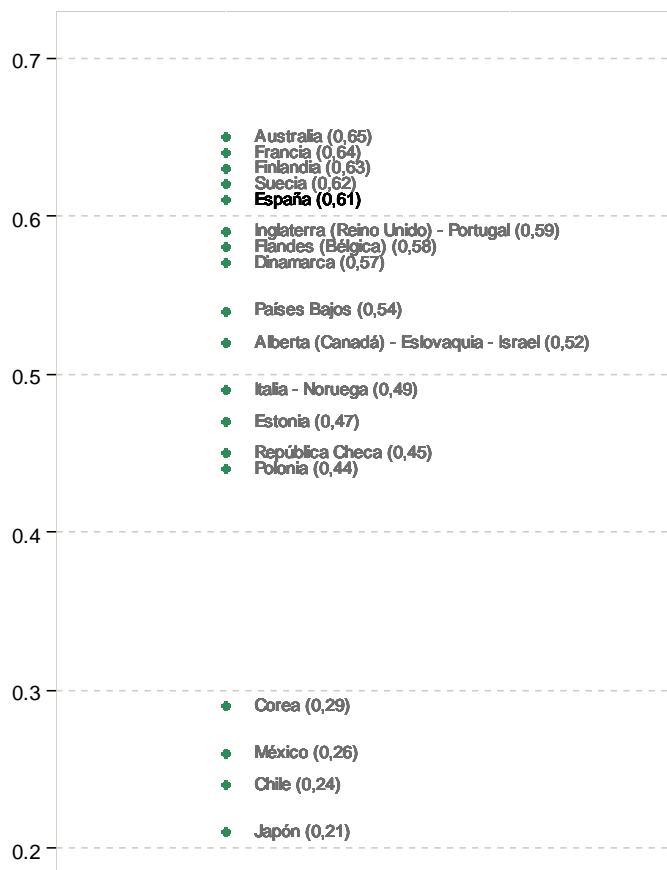 0.7
Australia (0,65)
Francia (0,64)
Finlandia (0,63)
Suecia (0,62)
España (0,61)
0.6
Inglaterra (Reino Unido) - Portugal (0,59)
Flandes (Bélgica) (0,58)
Dinamarca (0,57)
Países Bajos (0,54)
Alberta (Canadá) - Eslovaquia - Israel (0,52)
0.5
Italia - Noruega (0,49)
Estonia (0,47)
República Checa (0,45)
Polonia (0,44)
0.4
0.3
Corea (0,29)
México (0,26)
Chile (0,24)
Japón (0,21)
0.2